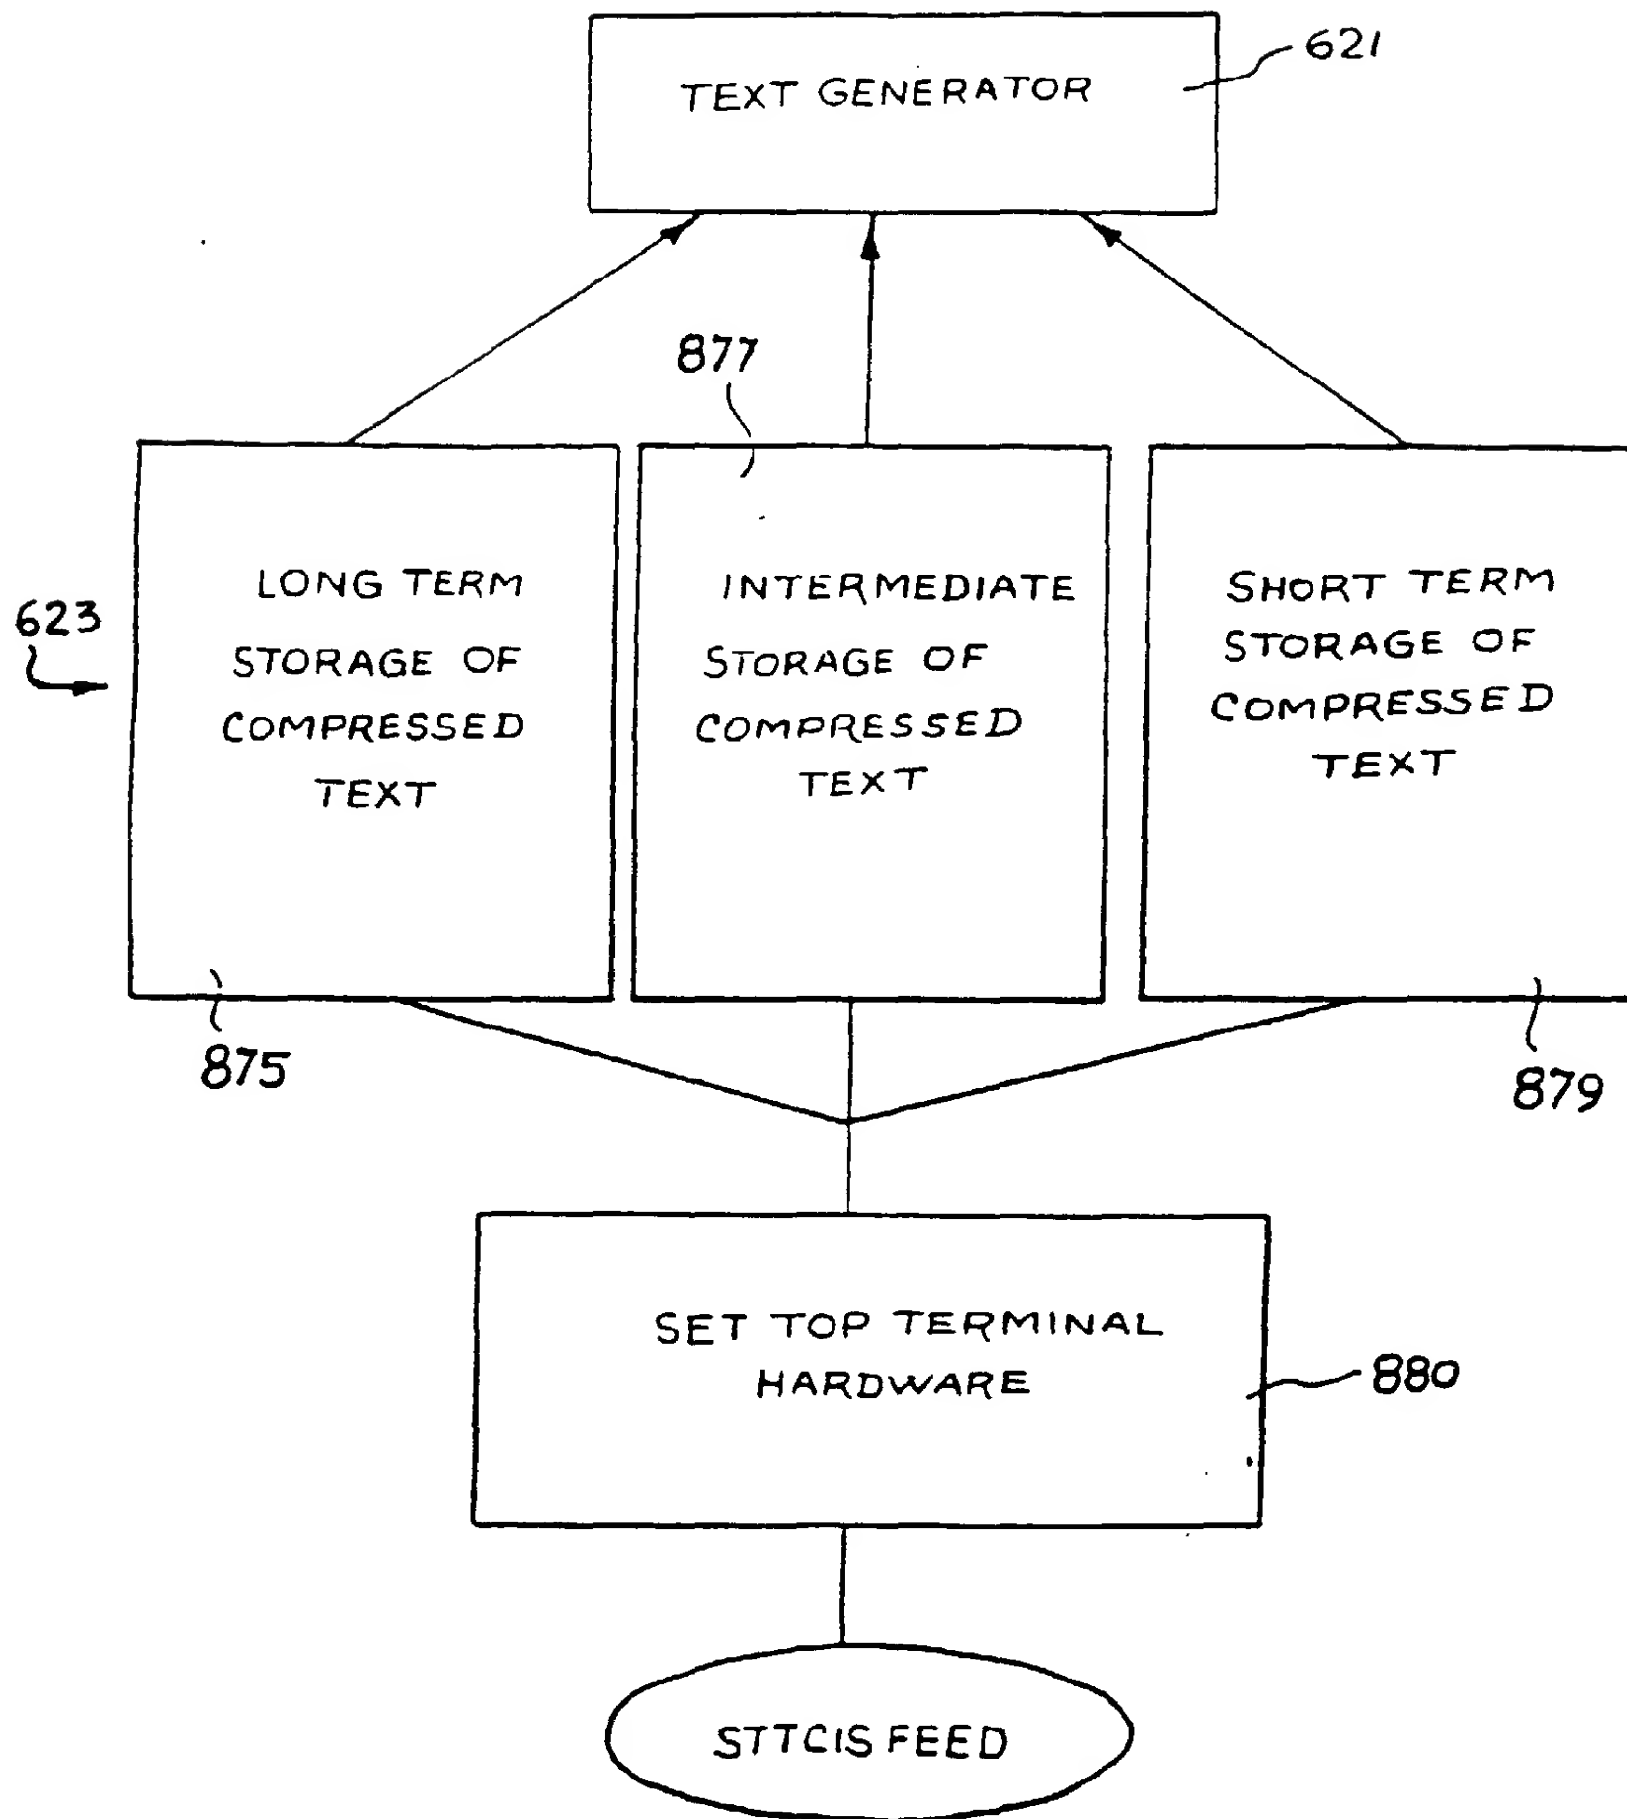 TEXT GENERATOR
621
877
623
LONG TERM
STORAGE OF
COMPRESSED
TEXT
INTERMEDIATE
STORAGE OF
COMPRESSED
TEXT
SHORT TERM
STORAGE OF
COMPRESSED
TEXT
875
879
SET TOP TERMINAL
HARDWARE
880
STTCIS FEED